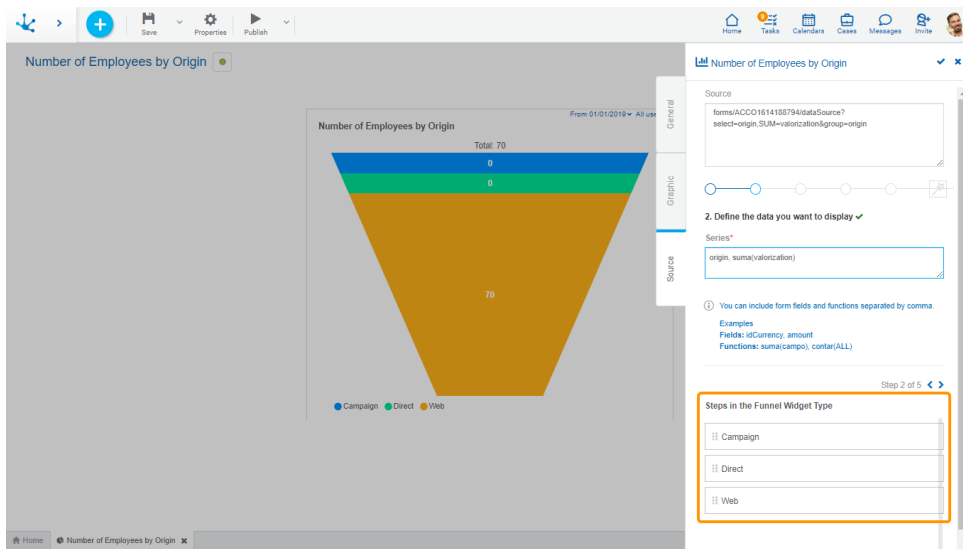 Save
Properties
Publish
Home
6
Tasks
Calendars
Cases
Messages
Invite
Number of Employees by Origin
Number of Employees by Origin
From 01/01/2019 All use
Number of Employees by Origin
Total: 70
0
0
70
Campaign Direct Web
General
Graphic
Source
Source
forms/ACCO1614188794/dataSource?
select=origin,SUM=valorization&group=origin
2. Define the data you want to display
Series*
origin, suma(valorization)
You can include form fields and functions separated by comma.
Examples
Fields: idCurrency, amount
Functions: suma(campo), contar(ALL)
Step 2 of 5
Steps in the Funnel Widget Type
Campaign
Direct
Web
Home
Number of Employees by Origin